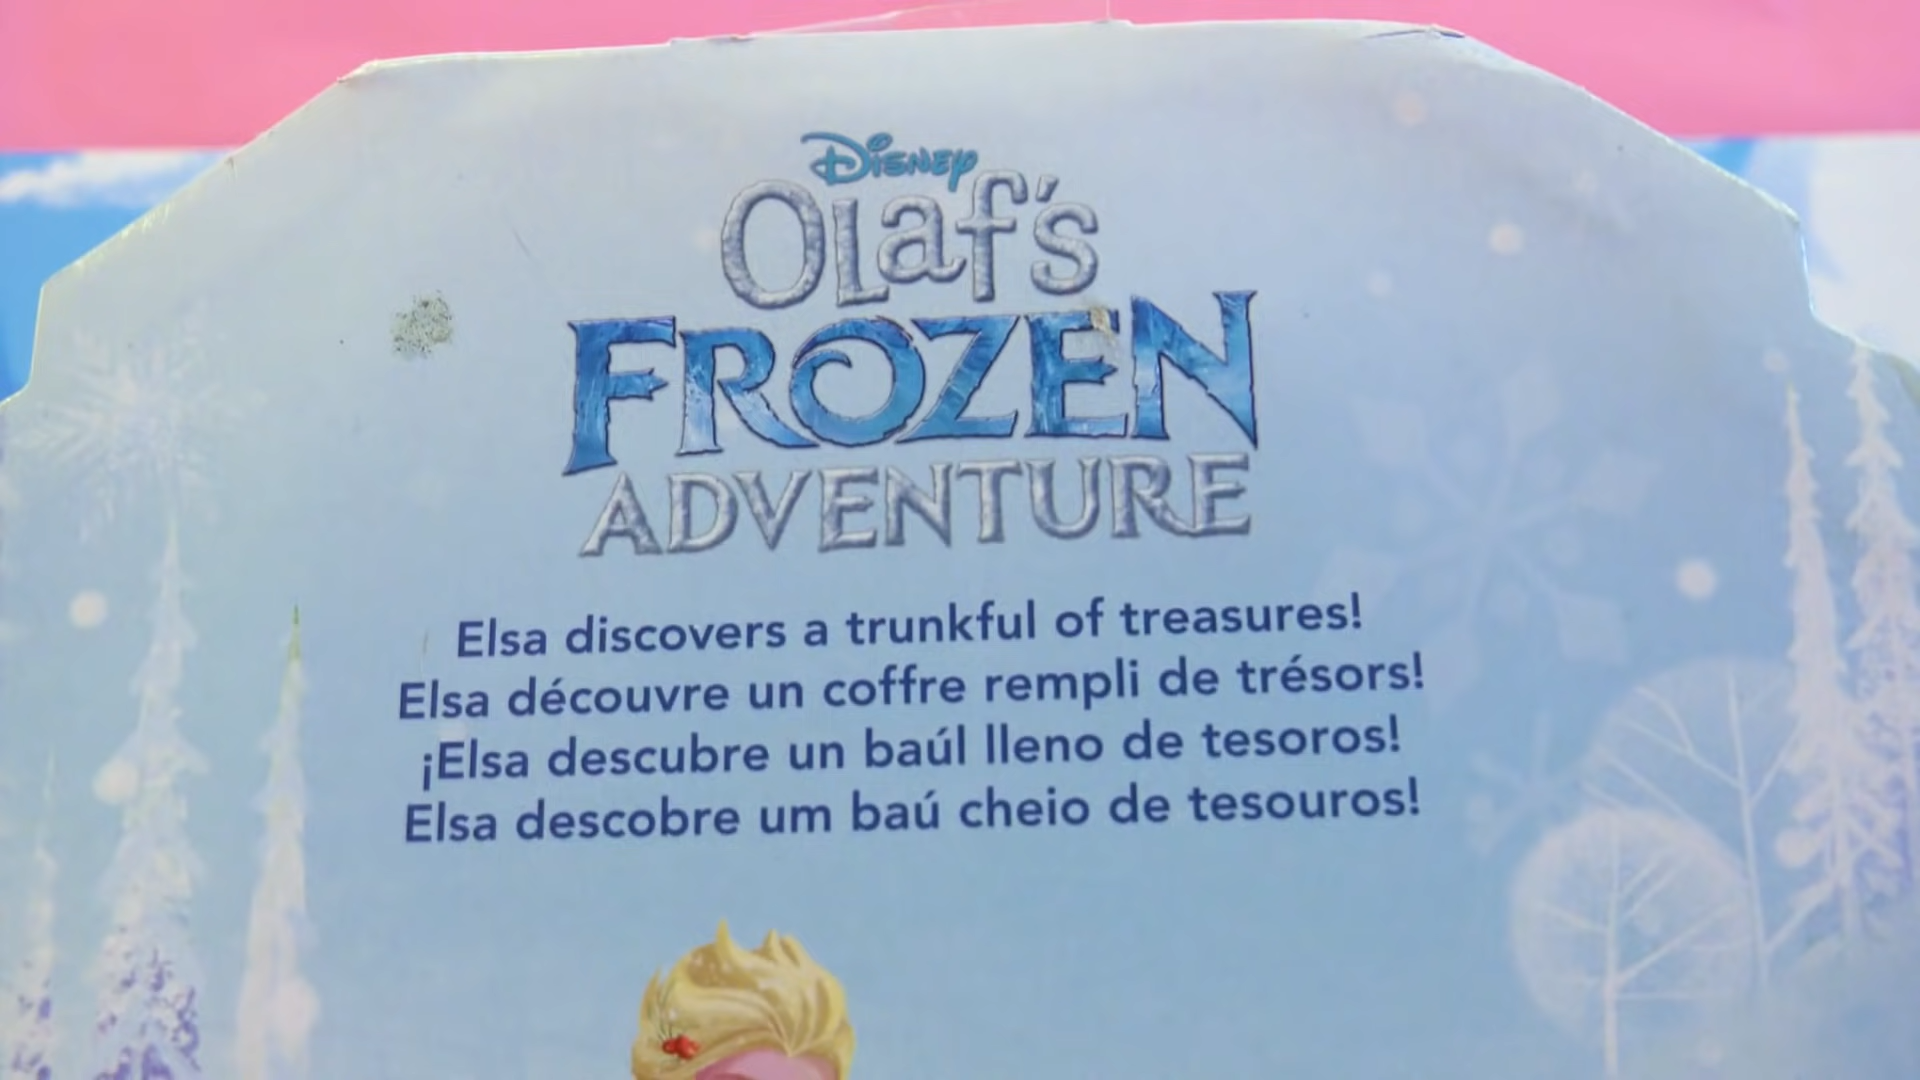 Disney
Olaf's
FROZEN
ADVENTURE
Elsa discovers a trunkful of treasures!
Elsa découvre un coffre rempli de trésors!
¡Elsa descubre un baúl lleno de tesoros!
Elsa descobre um baú cheio de tesouros!